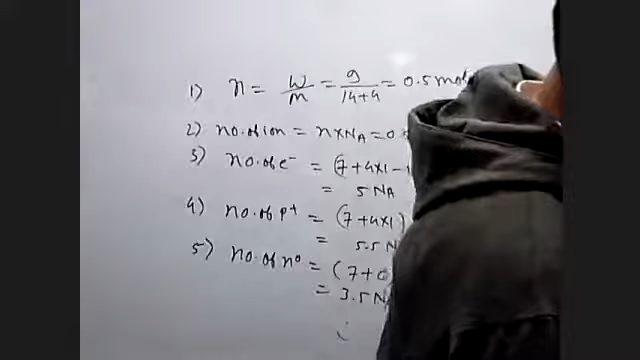 1) n = W/M = 9/14+4 = 0.5 mol
2) no. of ion = n×NA = 0.
3) no. of e⁻ = (7+4×1-
= 5 NA
4) no. of p⁺ = (7+4×1)
= 5.5 N
5) no. of n⁰ = (7+0
= 3.5 N